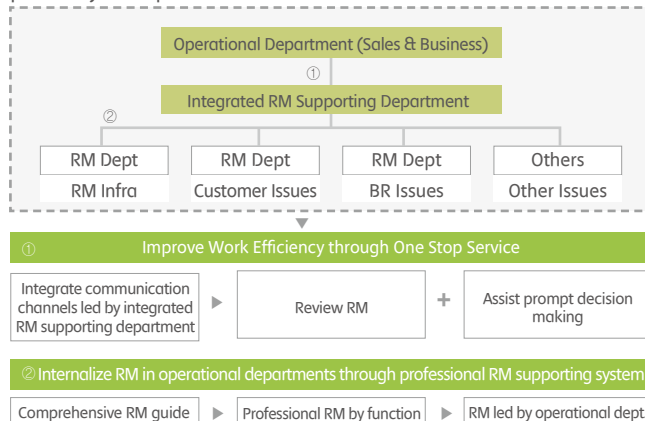 Operational Department (Sales & Business)
①
Integrated RM Supporting Department
②
RM Dept RM Dept RM Dept Others
RM Infra Customer Issues BR Issues Other Issues
① Improve Work Efficiency through One Stop Service
Integrate communication
channels led by integrated
RM supporting department
Review RM
+
Assist prompt decision
making
② Internalize RM in operational departments through professional RM supporting system
Comprehensive RM guide Professional RM by function RM led by operational dept